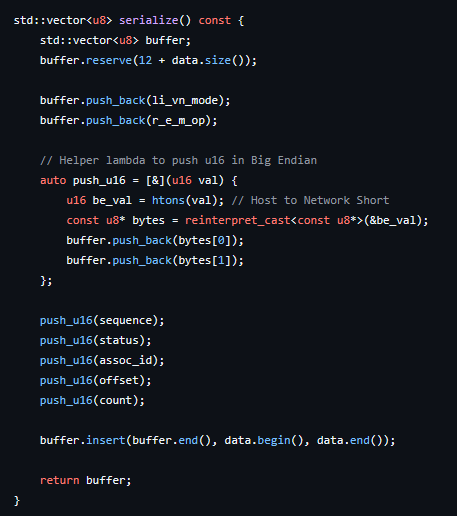 std::vector<u8> serialize() const {
    std::vector<u8> buffer;
    buffer.reserve(12 + data.size());

    buffer.push_back(li_vn_mode);
    buffer.push_back(r_e_m_op);

    // Helper lambda to push u16 in Big Endian
    auto push_u16 = [&](u16 val) {
        u16 be_val = htons(val); // Host to Network Short
        const u8* bytes = reinterpret_cast<const u8*>(&be_val);
        buffer.push_back(bytes[0]);
        buffer.push_back(bytes[1]);
    };

    push_u16(sequence);
    push_u16(status);
    push_u16(assoc_id);
    push_u16(offset);
    push_u16(count);

    buffer.insert(buffer.end(), data.begin(), data.end());

    return buffer;
}